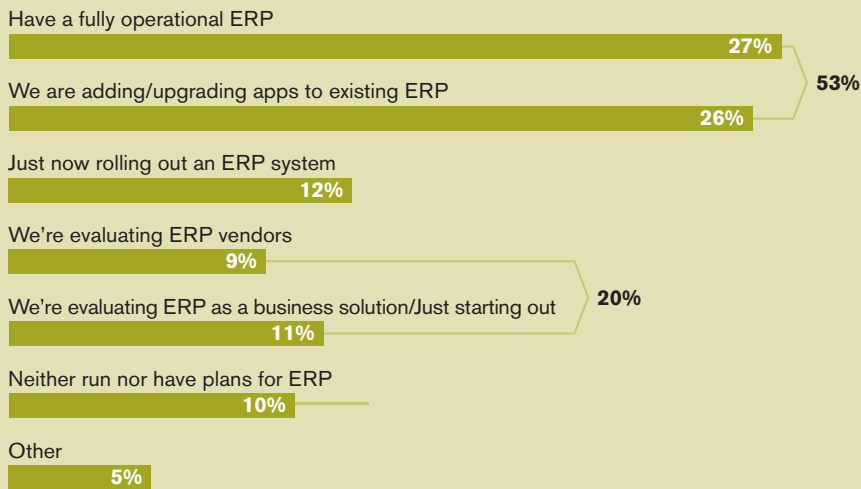 Have a fully operational ERP
27%
53%
We are adding/upgrading apps to existing ERP
26%
Just now rolling out an ERP system
12%
We’re evaluating ERP vendors
9%
20%
We’re evaluating ERP as a business solution/Just starting out
11%
Neither run nor have plans for ERP
10%
Other
5%